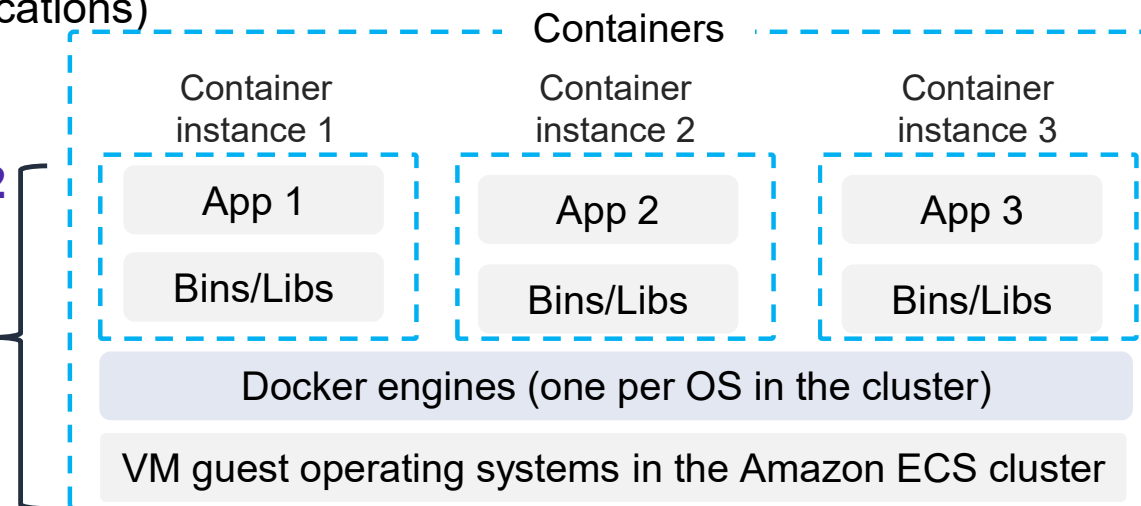 cations)
Containers
Container
instance 1
Container
instance 2
Container
instance 3
2
App 1
App 2
App 3
Bins/Libs
Bins/Libs
Bins/Libs
Docker engines (one per OS in the cluster)
VM guest operating systems in the Amazon ECS cluster